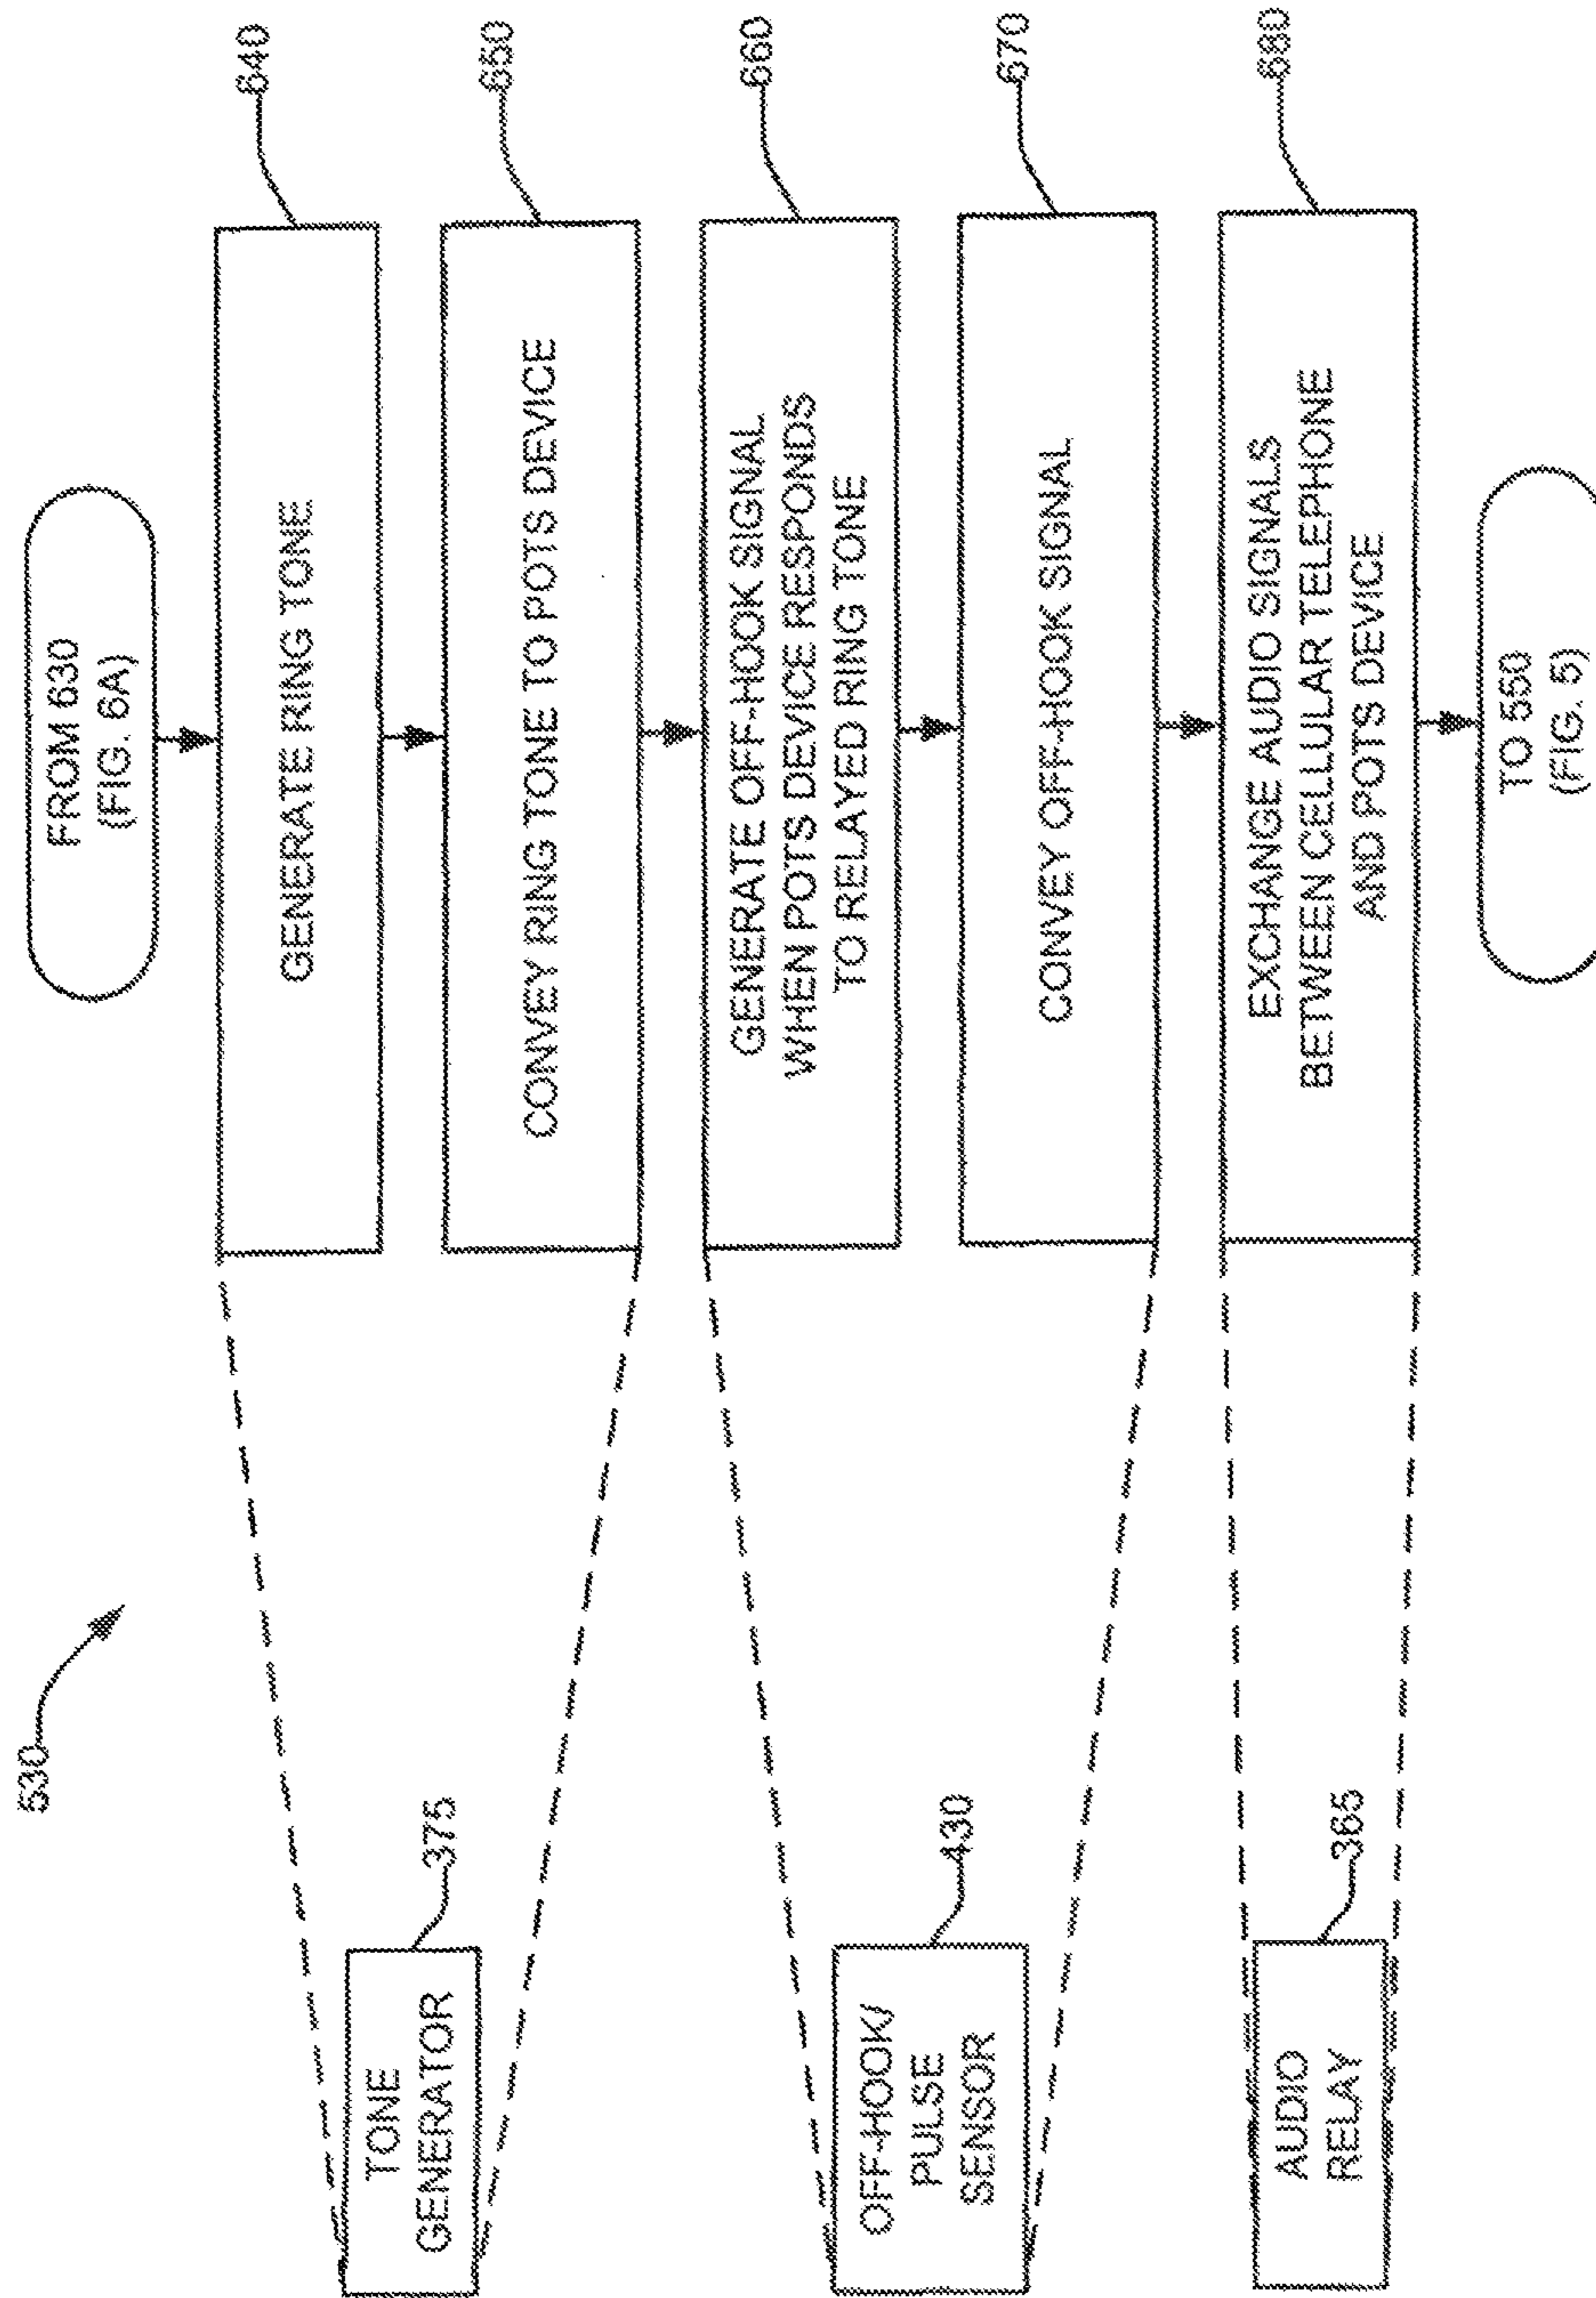 530
FROM 630
(FIG. 6A)
640
GENERATE RING TONE
650
CONVEY RING TONE TO POTS DEVICE
TONE
GENERATOR
375
660
GENERATE OFF-HOOK SIGNAL
WHEN POTS DEVICE RESPONDS
TO RELAYED RING TONE
670
CONVEY OFF-HOOK SIGNAL
OFF-HOOK/
PULSE
SENSOR
430
680
EXCHANGE AUDIO SIGNALS
BETWEEN CELLULAR TELEPHONE
AND POTS DEVICE
AUDIO
RELAY
365
TO 550
(FIG. 5)